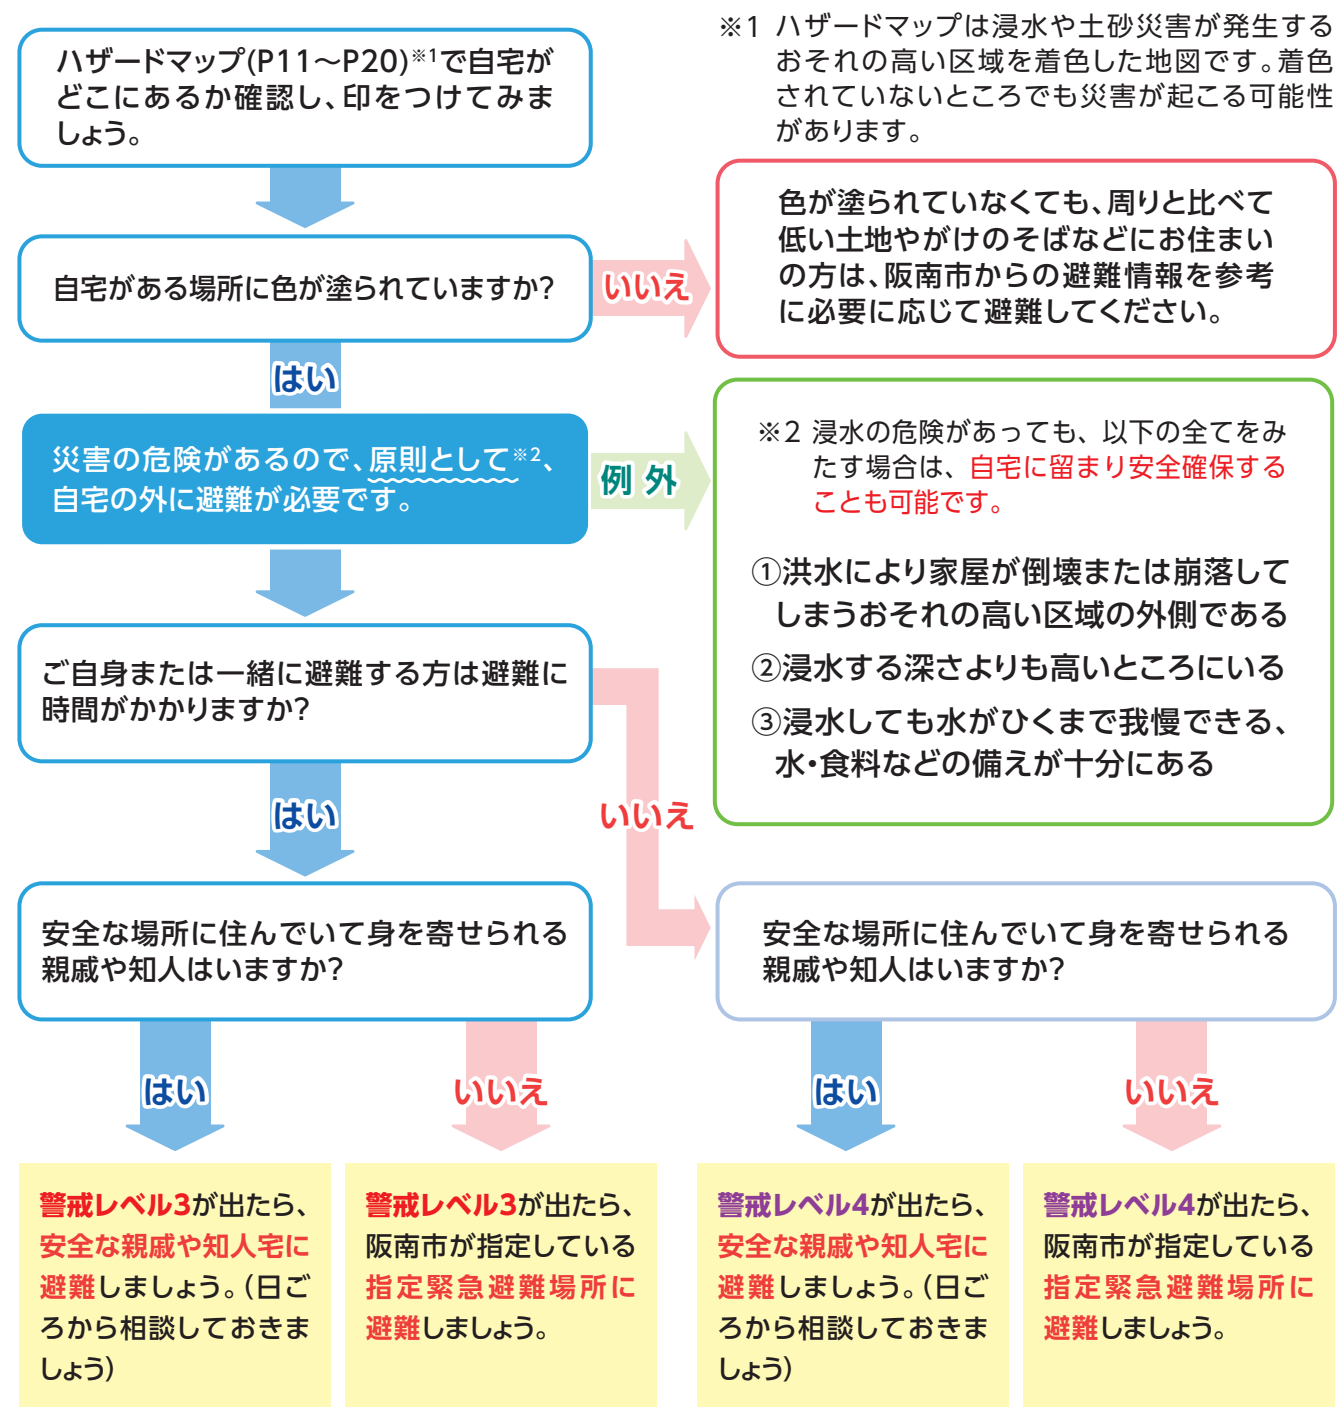 ハザードマップ(P11〜P20)※1で自宅が
どこにあるか確認し、印をつけてみま
しょう。
※1 ハザードマップは浸水や土砂災害が発生する
おそれの高い区域を着色した地図です。着色
されていないところでも災害が起こる可能性
があります。
自宅がある場所に色が塗られていますか?
いいえ
色が塗られていなくても、周りと比べて
低い土地やがけのそばなどにお住まい
の方は、阪南市からの避難情報を参考
に必要に応じて避難してください。
はい
災害の危険があるので、原則として※2、
自宅の外に避難が必要です。
例外
※2 浸水の危険があっても、以下の全てをみ
たす場合は、自宅に留まり安全確保する
ことも可能です。
①洪水により家屋が倒壊または崩落して
しまうおそれの高い区域の外側である
②浸水する深さよりも高いところにいる
③浸水しても水がひくまで我慢できる、
水・食料などの備えが十分にある
ご自身または一緒に避難する方は避難に
時間がかかりますか?
はい
いいえ
安全な場所に住んでいて身を寄せられる
親戚や知人はいますか?
安全な場所に住んでいて身を寄せられる
親戚や知人はいますか?
はい
いいえ
はい
いいえ
警戒レベル3が出たら、
安全な親戚や知人宅に
避難しましょう。(日ご
ろから相談しておきま
しょう)
警戒レベル3が出たら、
阪南市が指定している
指定緊急避難場所に
避難しましょう。
警戒レベル4が出たら、
安全な親戚や知人宅に
避難しましょう。(日ご
ろから相談しておきま
しょう)
警戒レベル4が出たら、
阪南市が指定している
指定緊急避難場所に
避難しましょう。